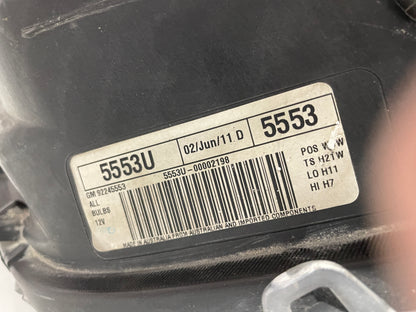 5553U 02/Jun/11 D 5553
GM 92245553 5553U-00002198
ALL
BULBS
12V
POS
TS H21W
LO H11
HI H7
MADE IN AUSTRALIA FROM AUSTRALIAN AND IMPORTED COMPONENTS